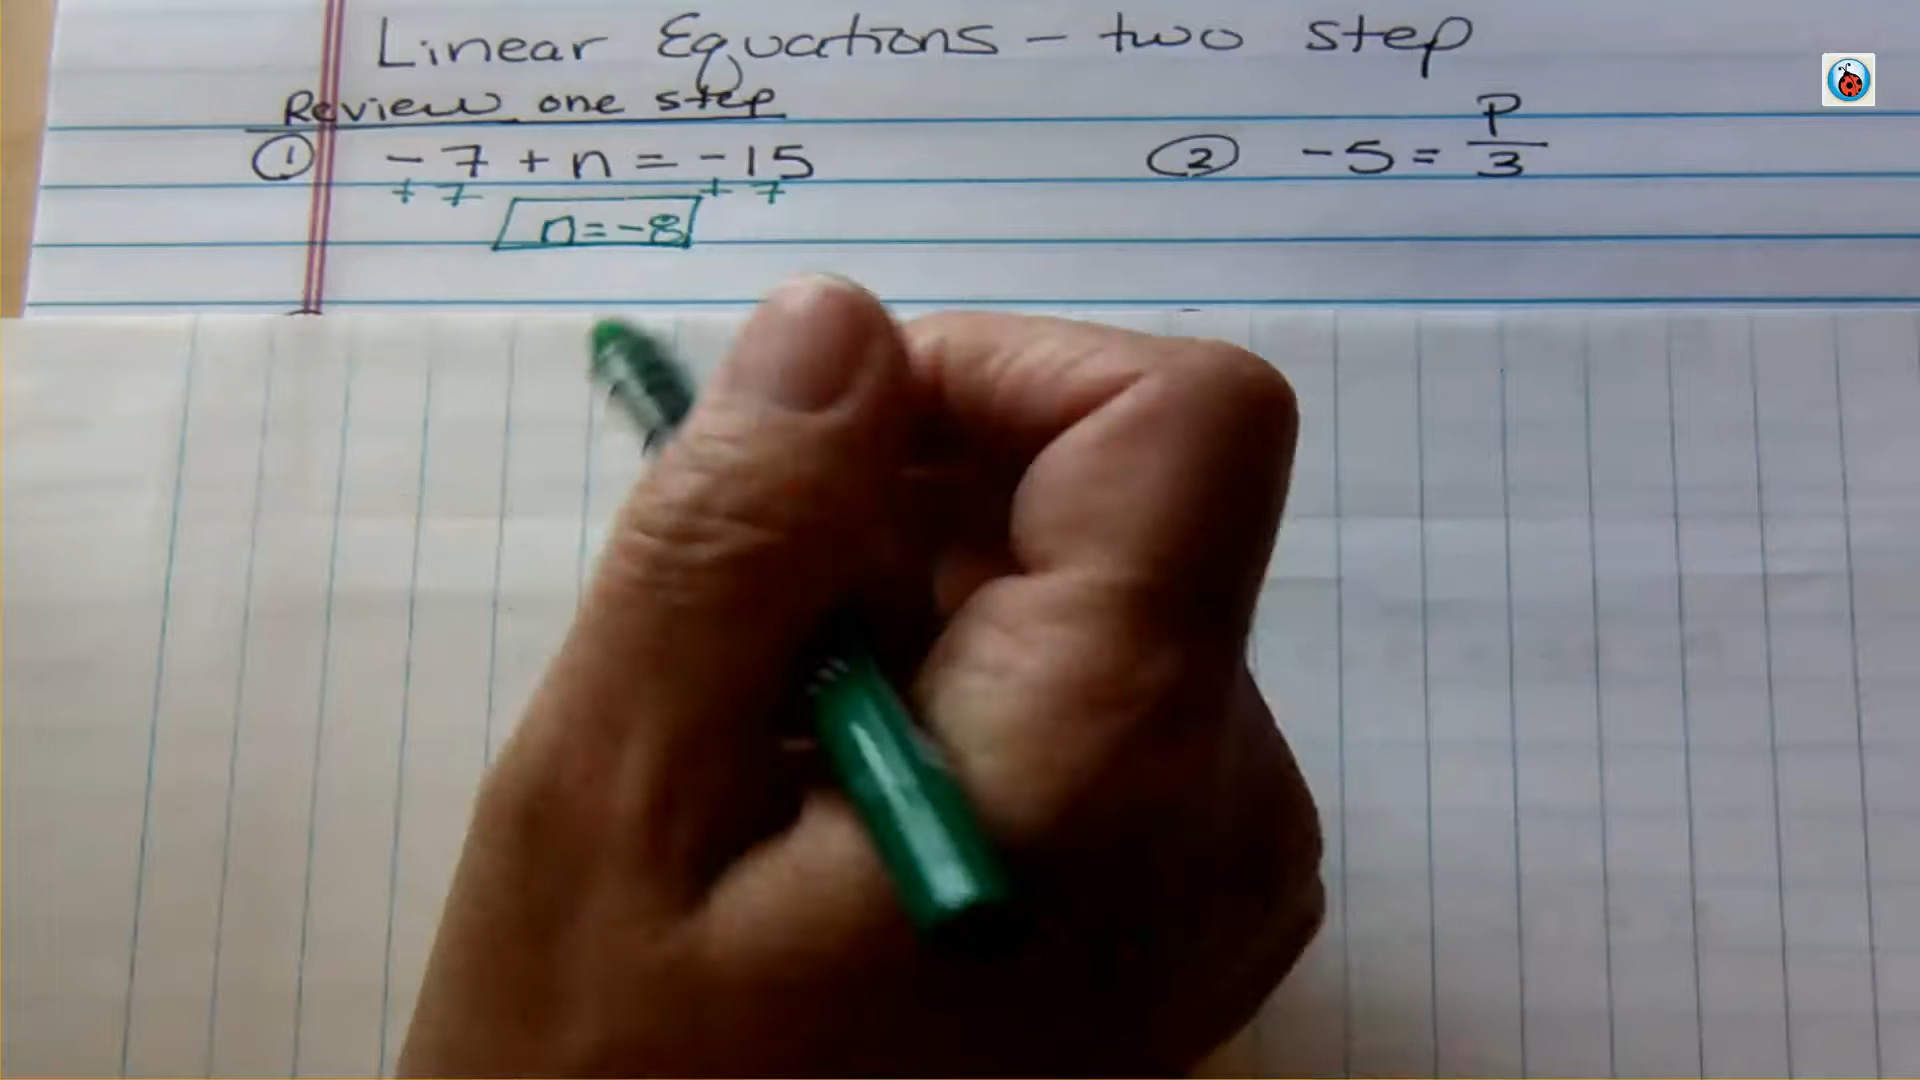 Linear Equations - two step
Review one step
① -7 + n = -15
+7 +7
n = -8
② -5 = P/3